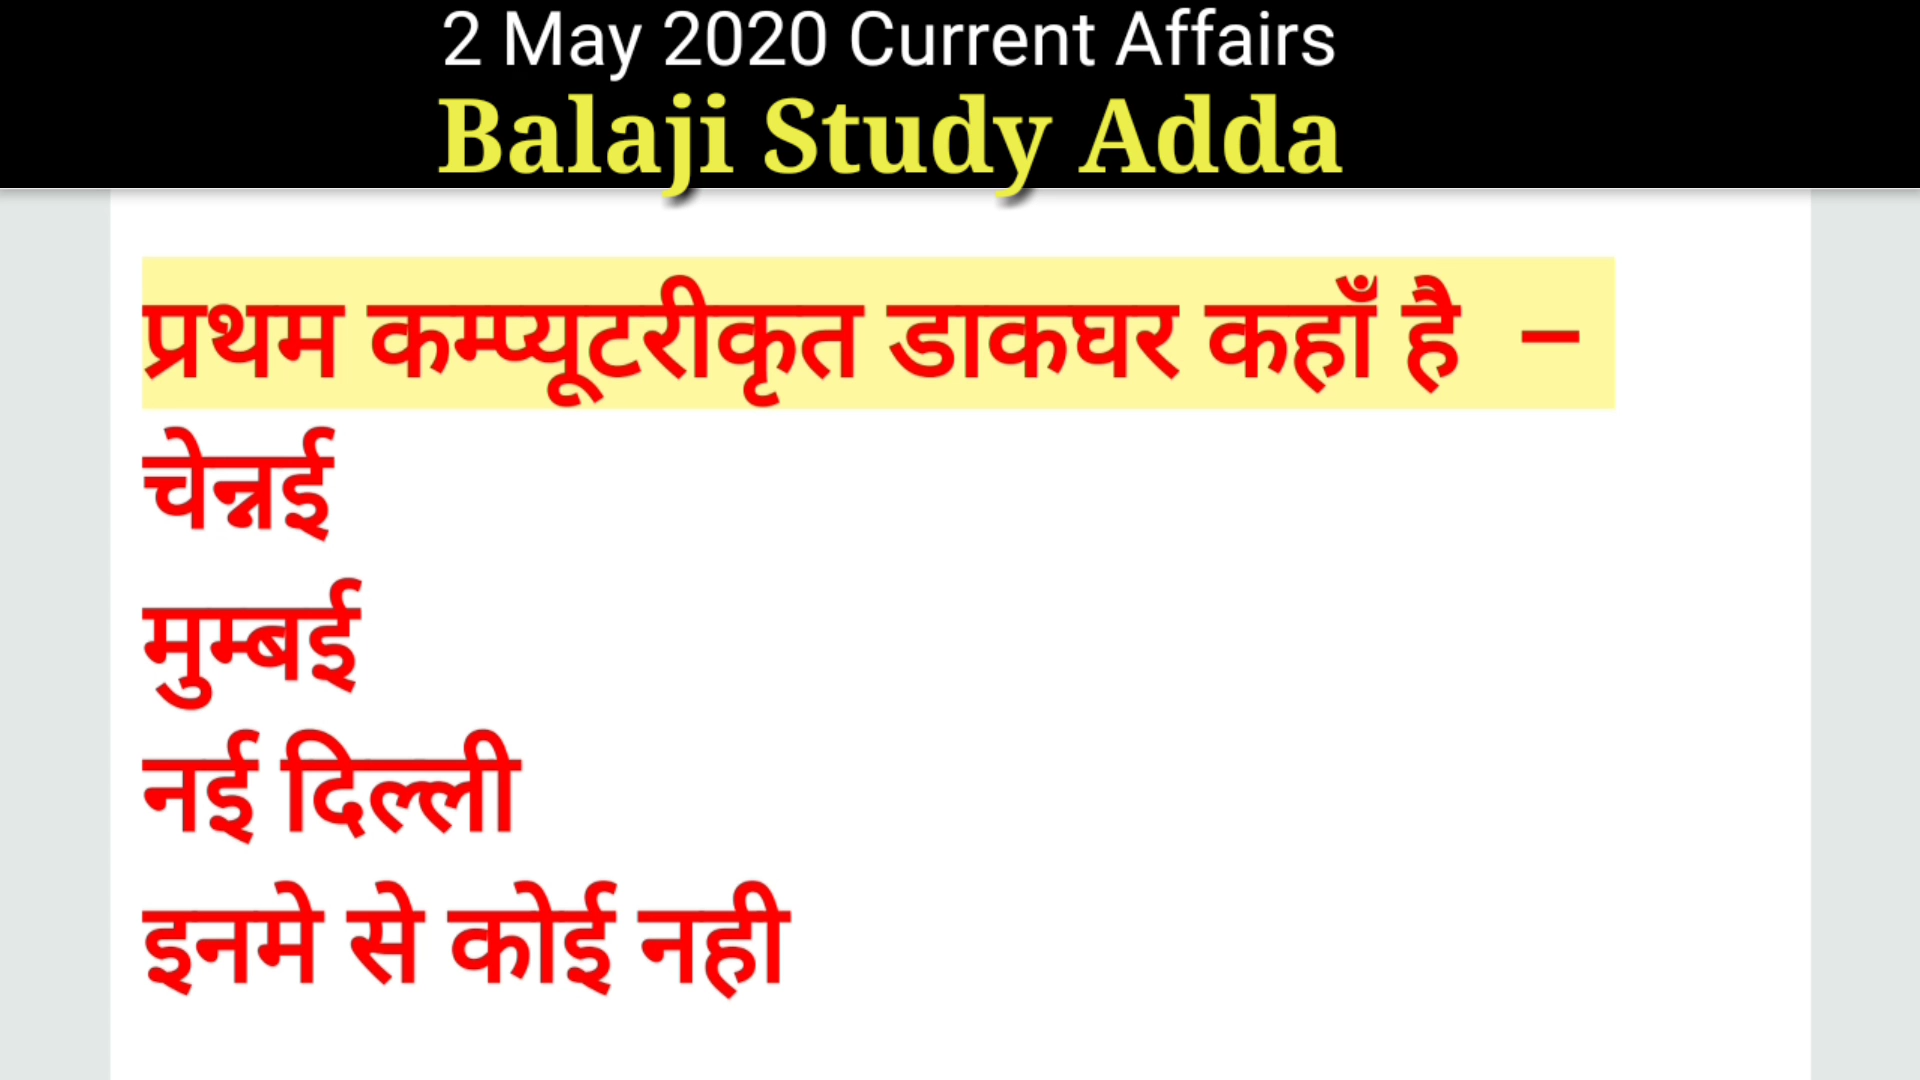 2 May 2020 Current Affairs
Balaji Study Adda
प्रथम कम्प्यूटरीकृत डाकघर कहाँ है –
चेन्नई
मुम्बई
नई दिल्ली
इनमे से कोई नही